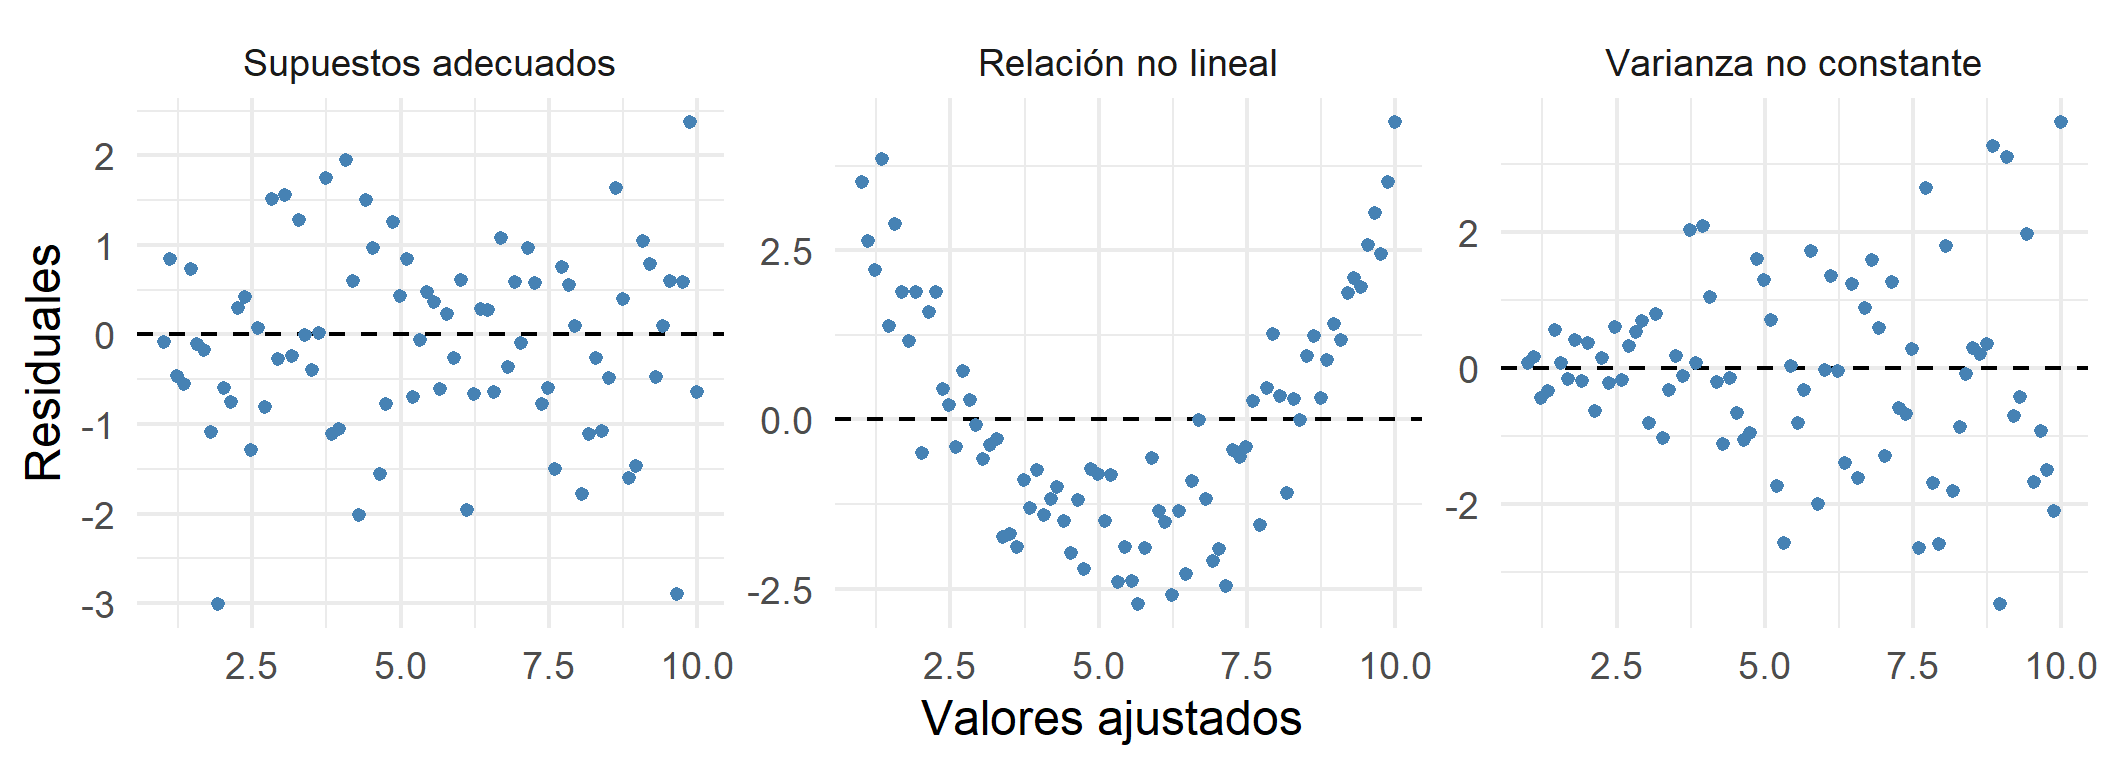 Supuestos adecuados
Relación no lineal
Varianza no constante
Residuales
2
1
0
-1
-2
-3
2.5
0.0
-2.5
2
0
-2
2.5 5.0 7.5 10.0
2.5 5.0 7.5 10.0
2.5 5.0 7.5 10.0
Valores ajustados